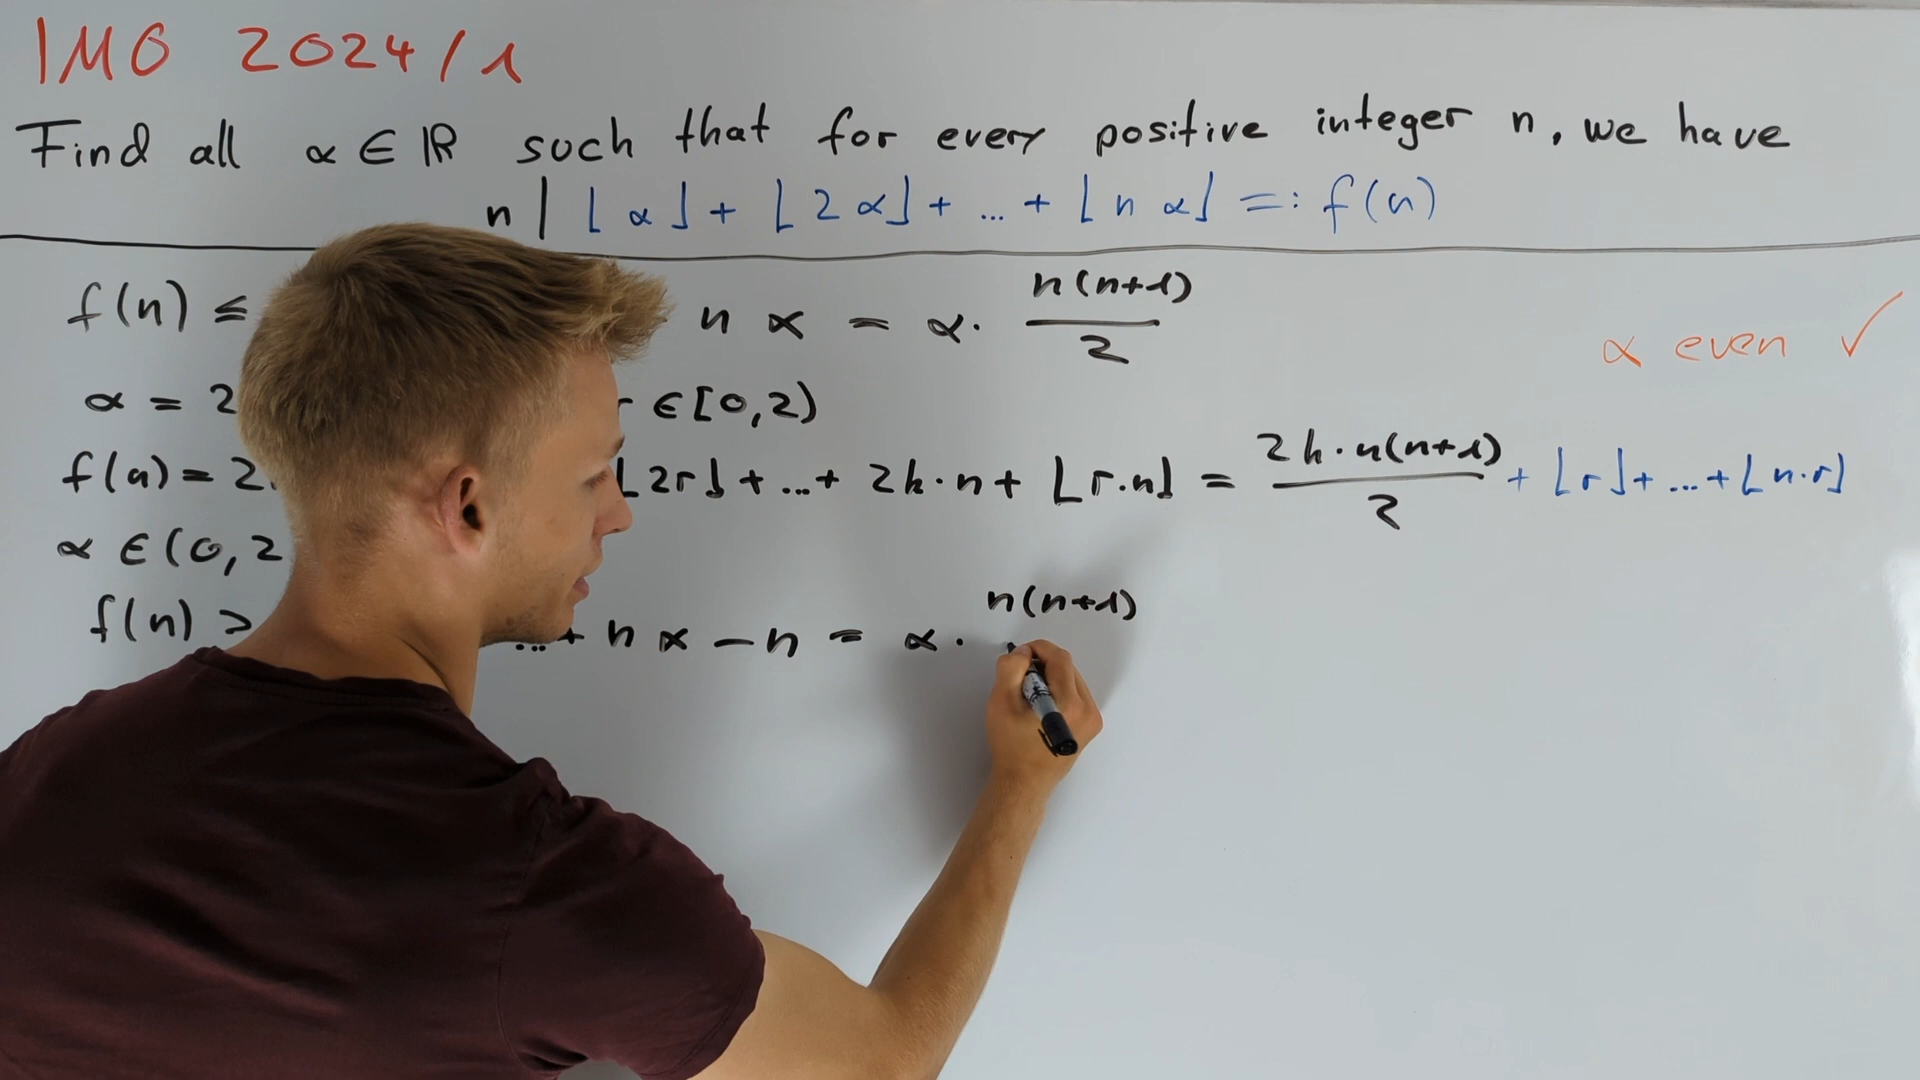 IMO 2024/1
Find all α ∈ ℝ such that for every positive integer n, we have
n | ⌊α⌋ + ⌊2α⌋ + ... + ⌊nα⌋ =: f(n)
f(n) ≤ n α = α · n(n+1)/2
α even ✓
α = 2 r ∈ [0,2)
f(n) = 2 ⌊2r⌋ + ... + 2k·n + ⌊r·n⌋ = 2k·n(n+1)/2 + ⌊r⌋ + ... + ⌊n·r⌋
α ∈ (0,2
f(n) > ... + n α − n = α · n(n+1)